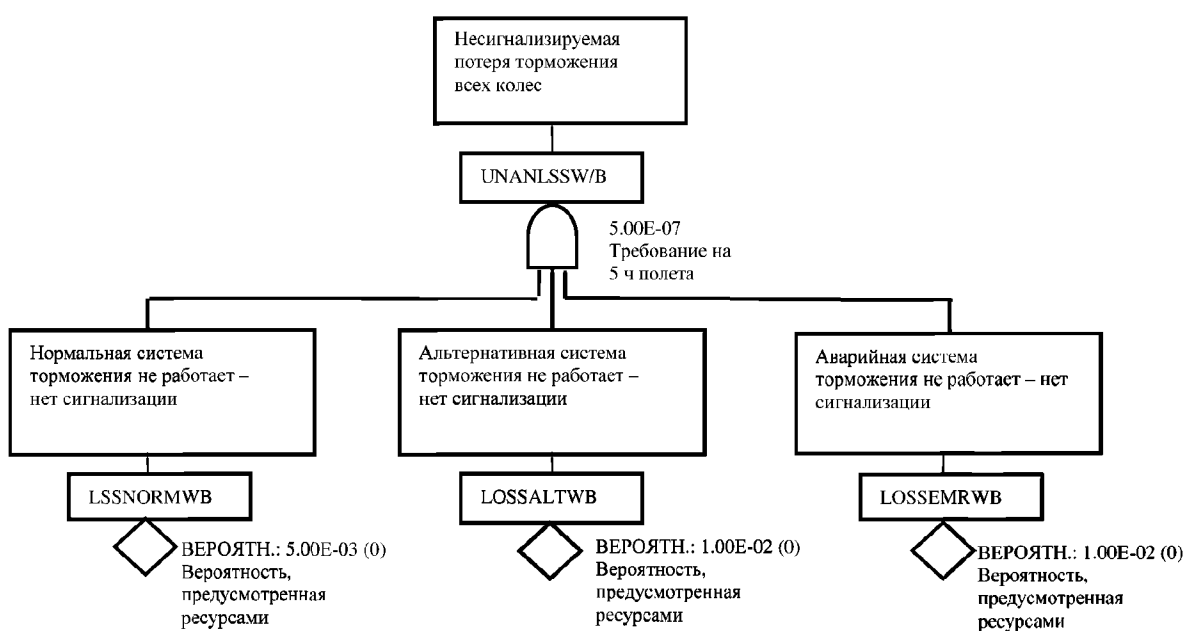 Несигнализируемая
потеря торможения
всех колес
UNANLSSW/B
5.00E-07
Требование на
5 ч полета
Нормальная система
торможения не работает –
нет сигнализации
Альтернативная система
торможения не работает –
нет сигнализации
Аварийная система
торможения не работает – нет
сигнализации
LSSNORMWB
LOSSALTWB
LOSSEMRWB
ВЕРОЯТН.: 5.00E-03 (0)
Вероятность,
предусмотренная
ресурсами
ВЕРОЯТН.: 1.00E-02 (0)
Вероятность,
предусмотренная
ресурсами
ВЕРОЯТН.: 1.00E-02 (0)
Вероятность,
предусмотренная
ресурсами